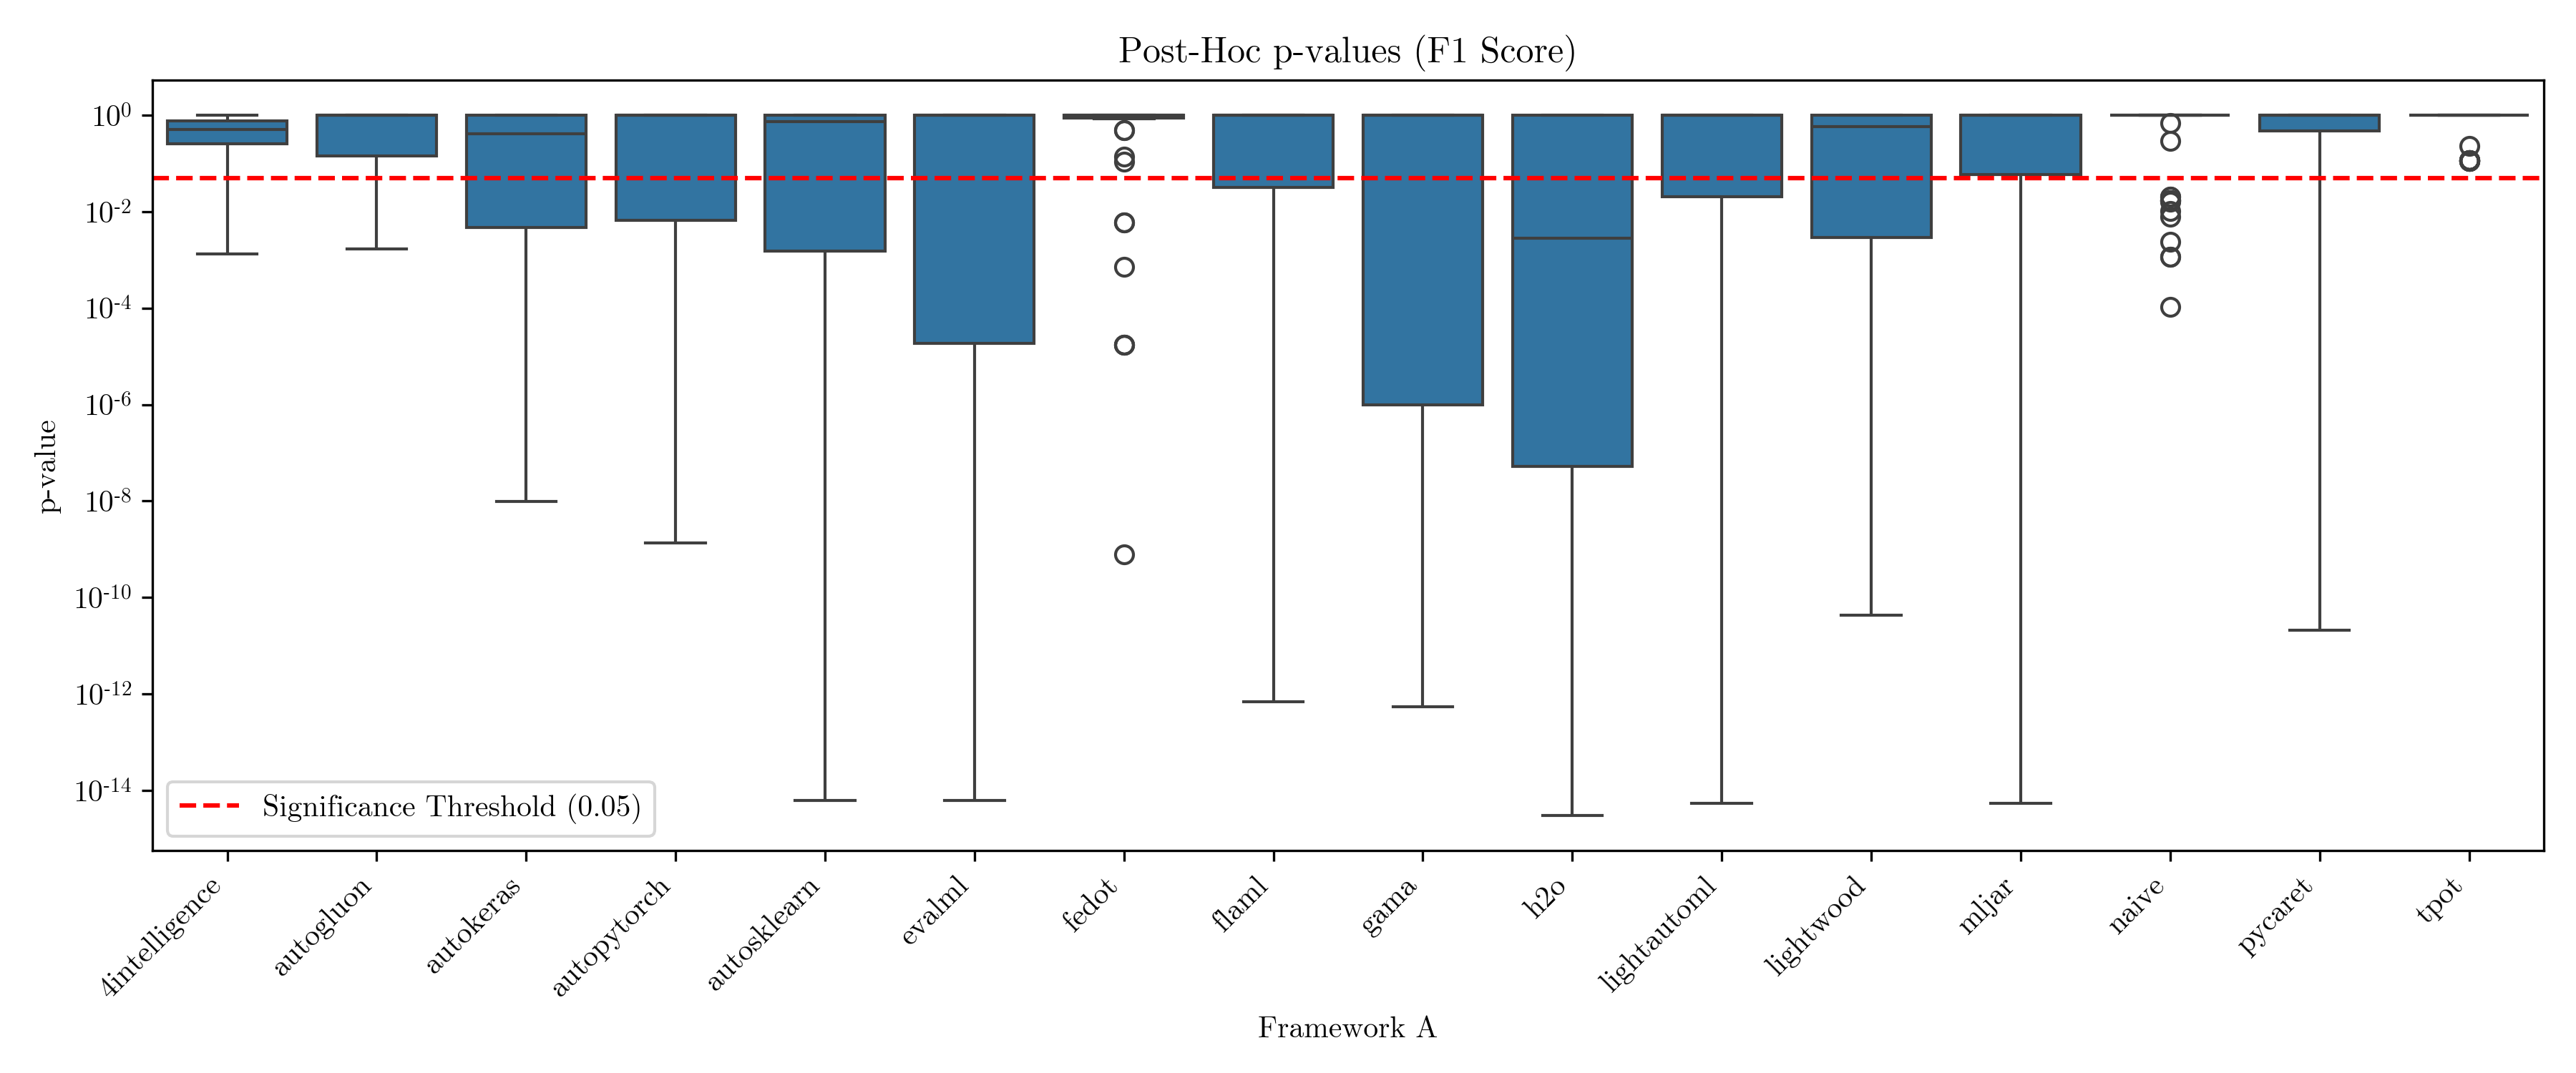 Post-Hoc p-values (F1 Score)
p-value
10^0
10^-2
10^-4
10^-6
10^-8
10^-10
10^-12
10^-14
Significance Threshold (0.05)
4intelligence
autogluon
autokeras
autopytorch
autosklearn
evalml
fedot
flaml
gama
h2o
lightautoml
lightwood
mljar
naive
pycaret
tpot
Framework A